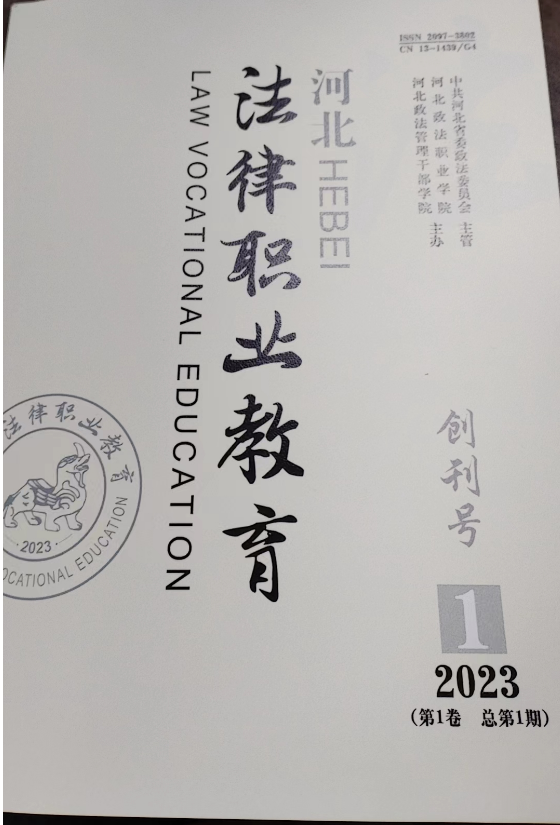 ISSN 2097-3802
CN 13-1439/G4
中共河北省委政法委员会 主管
河北政法职业学院
河北政法管理干部学院 主办
河北 HEBEI
法律职业教育
LAW VOCATIONAL EDUCATION
创刊号
1
2023
(第1卷 总第1期)
法律职业教育
·2023·
OCATIONAL EDUCATION